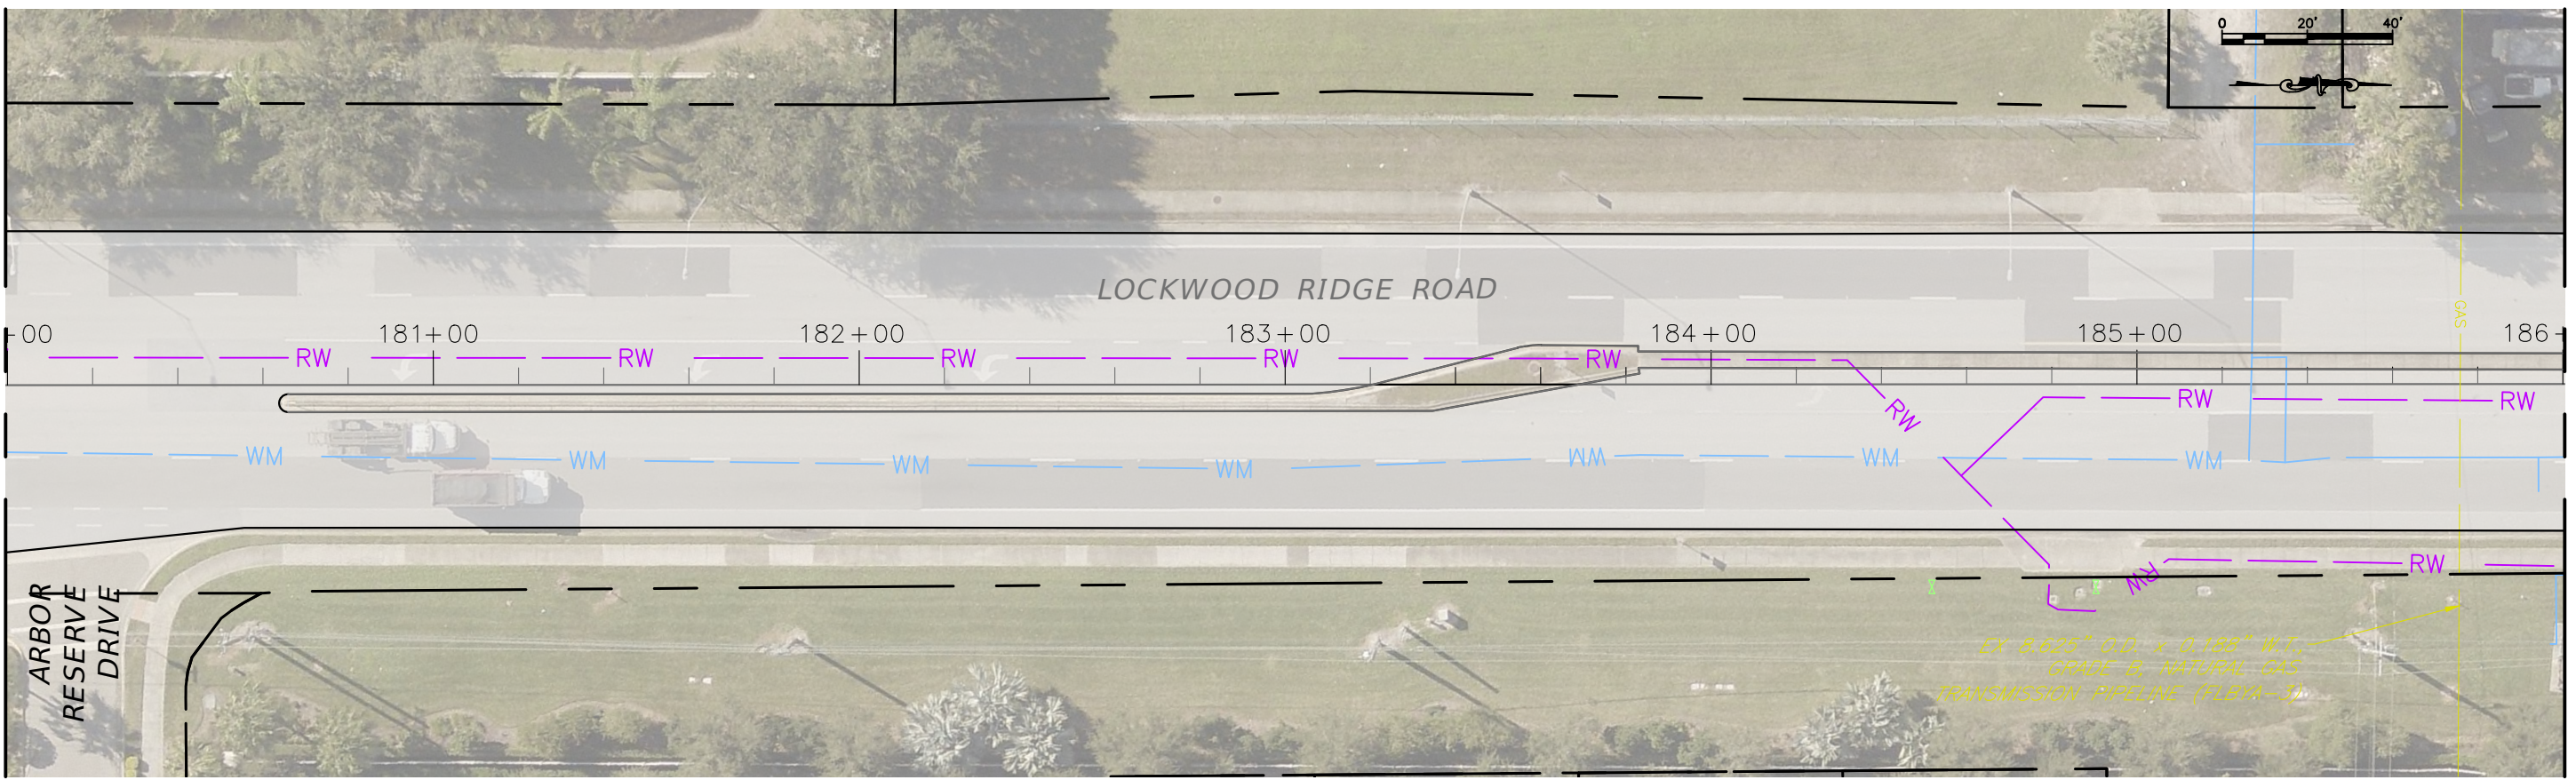 0 20' 40'
LOCKWOOD RIDGE ROAD
+00 181+00 182+00 183+00 184+00 185+00 186+
RW RW RW RW RW
RW
RW RW
WM WM WM WM WM WM WM
GAS
RW RW
ARBOR
RESERVE
DRIVE
EX 8.625" O.D. x 0.188" W.T.,
GRADE B, NATURAL GAS
TRANSMISSION PIPELINE (FLBYA-3)